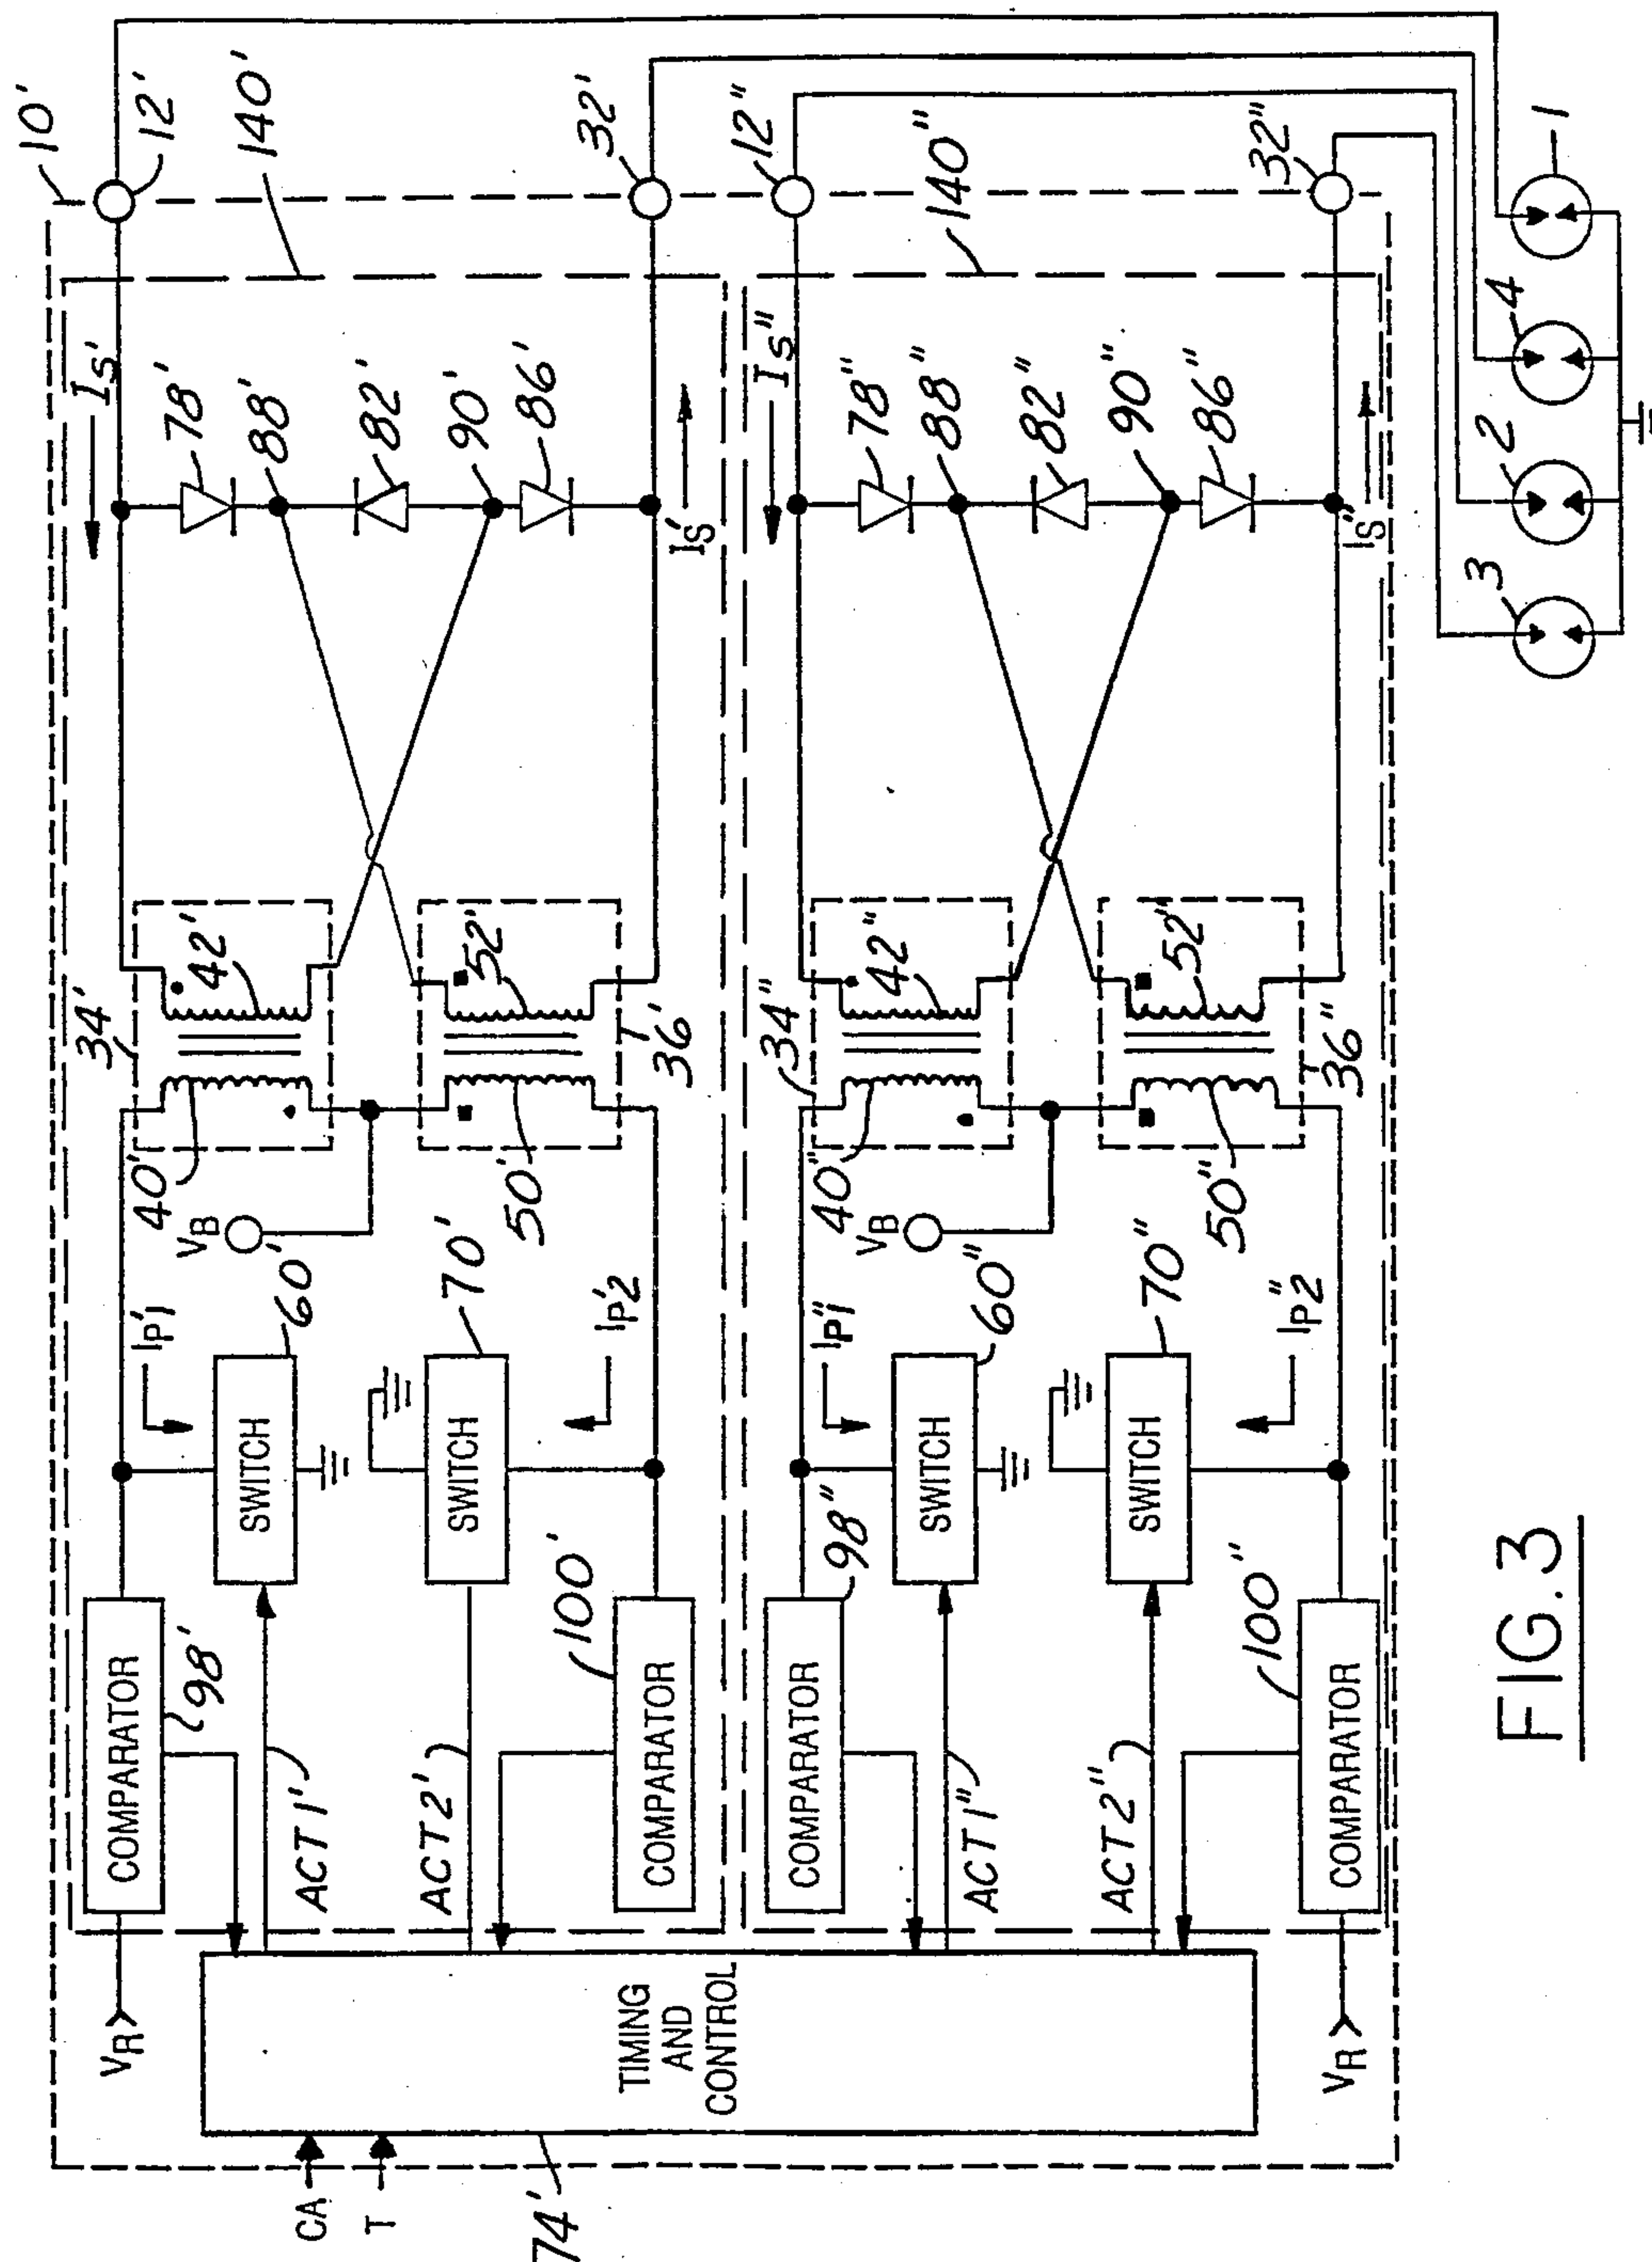 10'
12'
140'
32'
12"
140"
32"
1
4
2
3
Is'
78'
88'
82'
90'
86'
Is'
Is"
78"
88"
82"
90"
86"
Is"
34'
42'
52'
36'
34"
42"
52"
36"
40'
VB
50'
40"
VB
50"
IP'1
60'
70'
IP'2
IP"1
60"
70"
IP"2
SWITCH
SWITCH
SWITCH
SWITCH
COMPARATOR
98'
ACT1'
ACT2'
100'
COMPARATOR
COMPARATOR
98"
ACT1"
ACT2"
100"
COMPARATOR
VR
TIMING
AND
CONTROL
VR
CA
T
74'
FIG.3